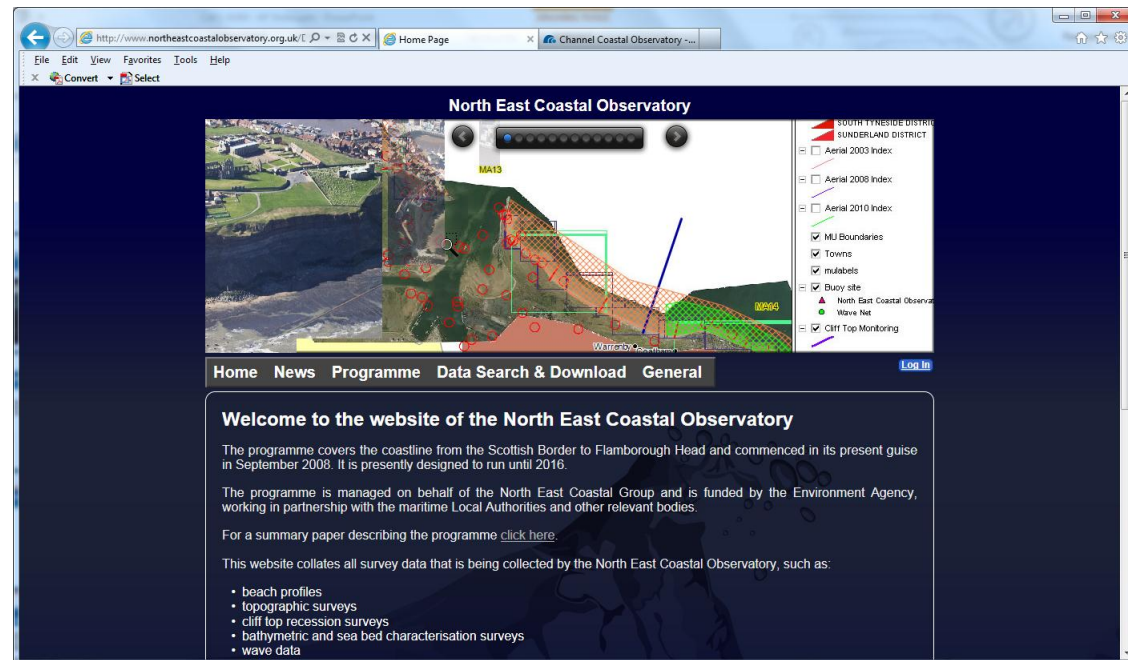 http://www.northeastcoastalobservatory.org.uk/
Home Page
Channel Coastal Observatory -...
File Edit View Favorites Tools Help
Convert Select
North East Coastal Observatory
MA13
MA14
Warrenby
SOUTH TYNESIDE DISTRIC
SUNDERLAND DISTRICT
Aerial 2003 Index
Aerial 2008 Index
Aerial 2010 Index
MU Boundaries
Towns
mulabels
Buoy site
North East Coastal Observat
Wave Net
Cliff Top Monitoring
Home News Programme Data Search & Download General
Log In
Welcome to the website of the North East Coastal Observatory
The programme covers the coastline from the Scottish Border to Flamborough Head and commenced in its present guise
in September 2008. It is presently designed to run until 2016.
The programme is managed on behalf of the North East Coastal Group and is funded by the Environment Agency,
working in partnership with the maritime Local Authorities and other relevant bodies.
For a summary paper describing the programme click here.
This website collates all survey data that is being collected by the North East Coastal Observatory, such as:
• beach profiles
• topographic surveys
• cliff top recession surveys
• bathymetric and sea bed characterisation surveys
• wave data